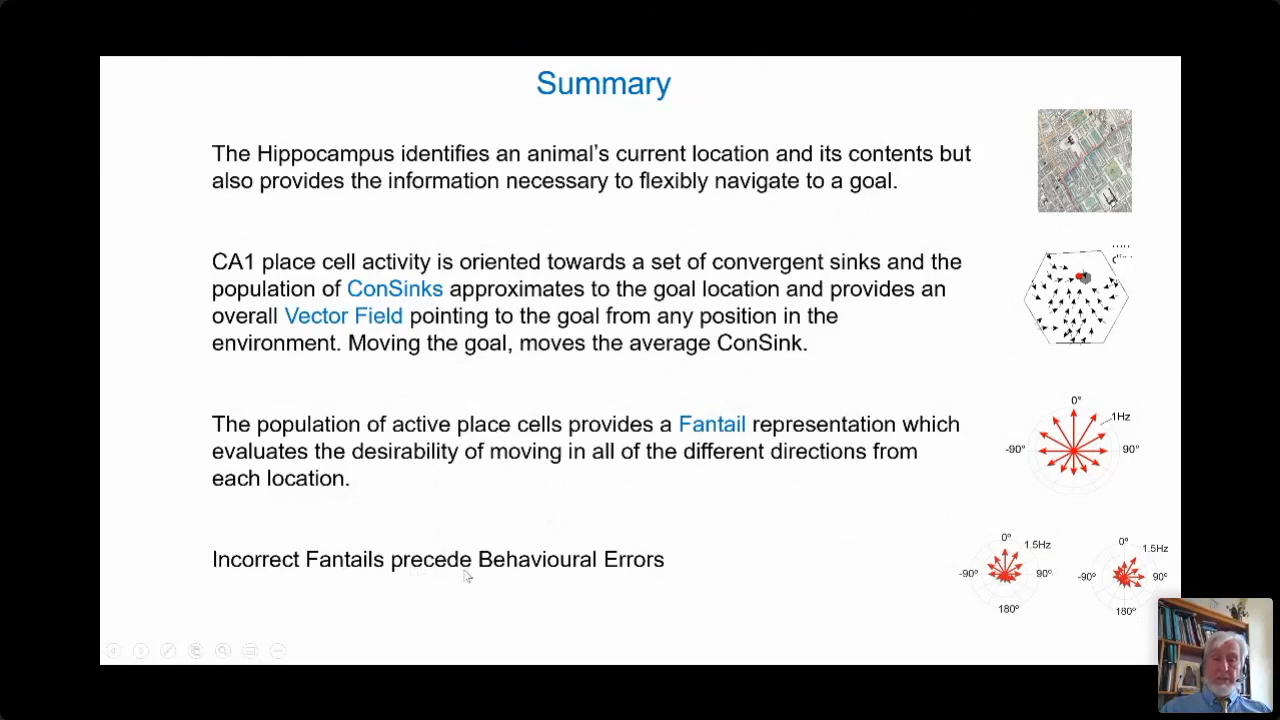 Summary
The Hippocampus identifies an animal's current location and its contents but
also provides the information necessary to flexibly navigate to a goal.
CA1 place cell activity is oriented towards a set of convergent sinks and the
population of ConSinks approximates to the goal location and provides an
overall Vector Field pointing to the goal from any position in the
environment. Moving the goal, moves the average ConSink.
The population of active place cells provides a Fantail representation which
evaluates the desirability of moving in all of the different directions from
each location.
0°
1Hz
-90°
90°
Incorrect Fantails precede Behavioural Errors
0°
1.5Hz
-90°
90°
180°
0°
1.5Hz
-90°
90°
180°